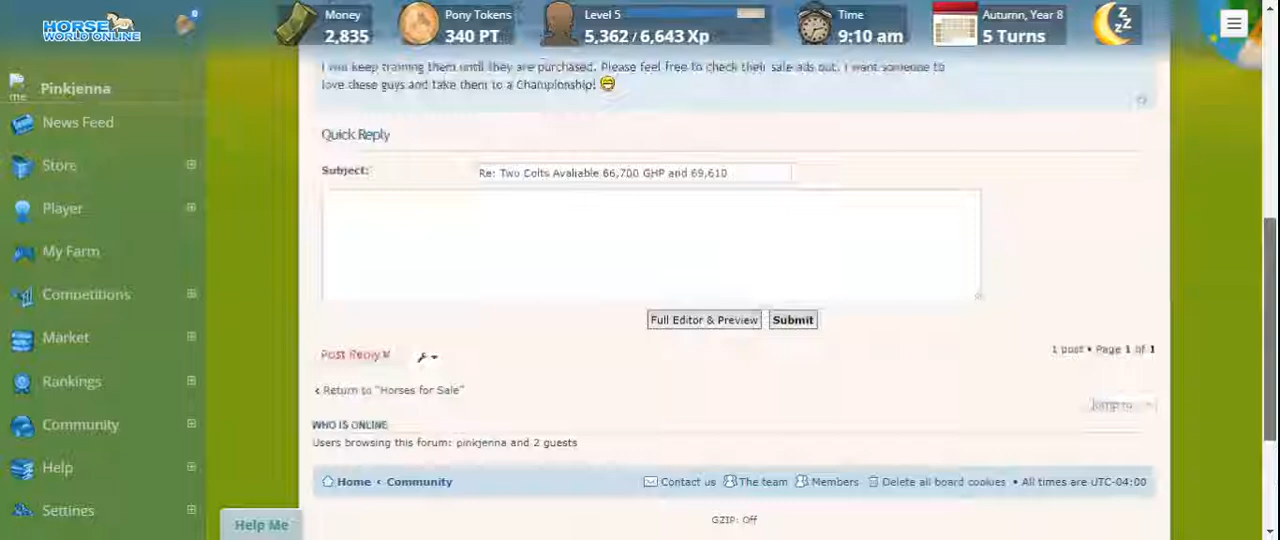 HORSE
WORLD ONLINE
Money
2,835
Pony Tokens
340 PT
Level 5
5,362 / 6,643 Xp
Time
9:10 am
Autumn, Year 8
5 Turns
Z Z Z
me
Pinkjenna
News Feed
Store
Player
My Farm
Competitions
Market
Rankings
Community
Help
Settings
I will keep training them until they are purchased. Please feel free to check their sale ads out. I want someone to
love these guys and take them to a Championship!
Quick Reply
Subject:
Re: Two Colts Avaliable 66,700 GHP and 69,610
Full Editor & Preview
Submit
Post Reply
1 post • Page 1 of 1
‹ Return to "Horses for Sale"
Jump to
WHO IS ONLINE
Users browsing this forum: pinkjenna and 2 guests
Home ‹ Community
Contact us
The team
Members
Delete all board cookies • All times are UTC-04:00
GZIP: Off
Help Me